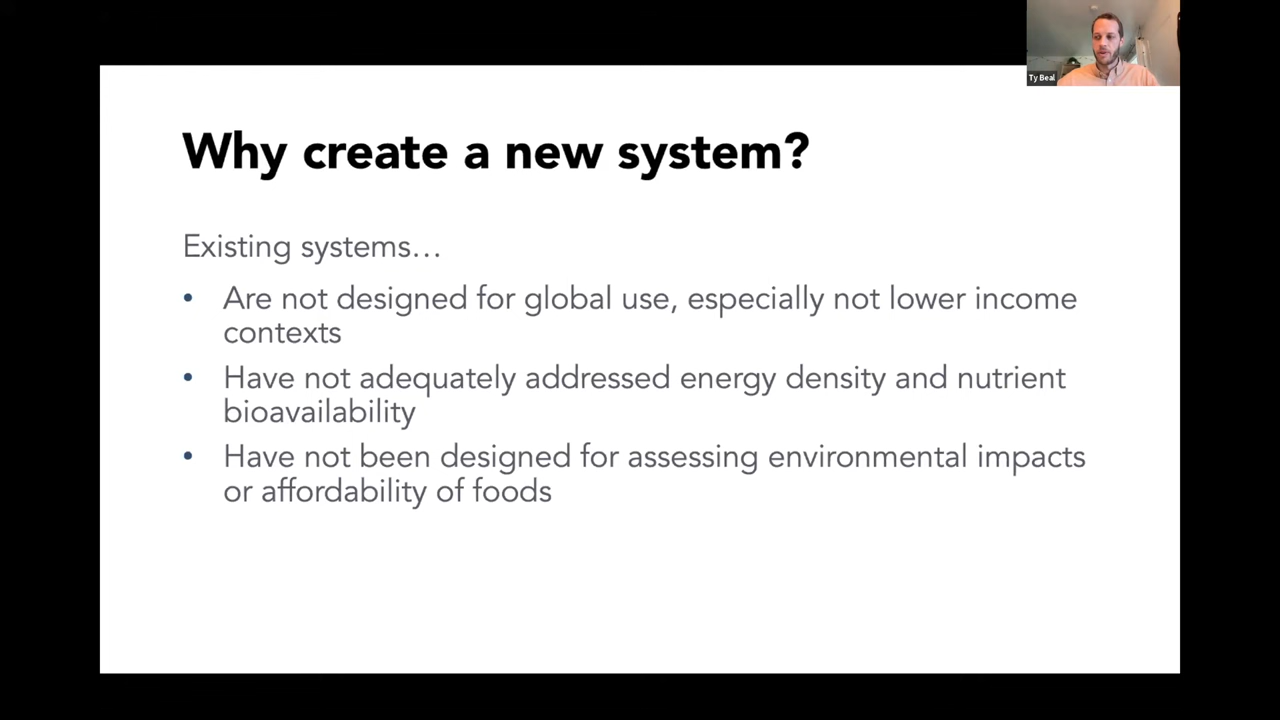 Ty Beal
Why create a new system?
Existing systems…
• Are not designed for global use, especially not lower income
contexts
• Have not adequately addressed energy density and nutrient
bioavailability
• Have not been designed for assessing environmental impacts
or affordability of foods